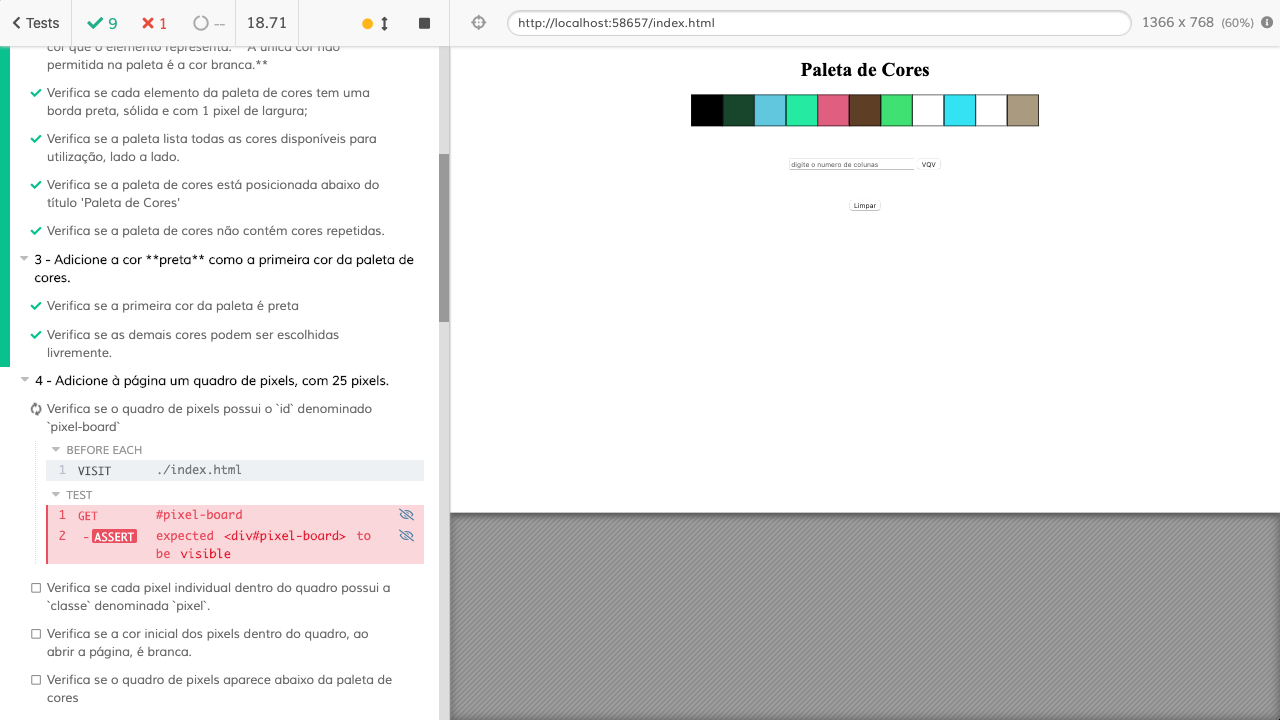 Tests
9
1
--
18.71
http://localhost:58657/index.html
1366 x 768 (60%)
cor que o elemento representa. **A única cor não
permitida na paleta é a cor branca.**
Verifica se cada elemento da paleta de cores tem uma
borda preta, sólida e com 1 pixel de largura;
Verifica se a paleta lista todas as cores disponíveis para
utilização, lado a lado.
Verifica se a paleta de cores está posicionada abaixo do
título 'Paleta de Cores'
Verifica se a paleta de cores não contém cores repetidas.
3 - Adicione a cor **preta** como a primeira cor da paleta de
cores.
Verifica se a primeira cor da paleta é preta
Verifica se as demais cores podem ser escolhidas
livremente.
4 - Adicione à página um quadro de pixels, com 25 pixels.
Verifica se o quadro de pixels possui o `id` denominado
`pixel-board`
BEFORE EACH
1 VISIT ./index.html
TEST
1 GET #pixel-board
2 -ASSERT expected <div#pixel-board> to
be visible
Verifica se cada pixel individual dentro do quadro possui a
`classe` denominada `pixel`.
Verifica se a cor inicial dos pixels dentro do quadro, ao
abrir a página, é branca.
Verifica se o quadro de pixels aparece abaixo da paleta de
cores
Paleta de Cores
digite o numero de colunas VQV
Limpar